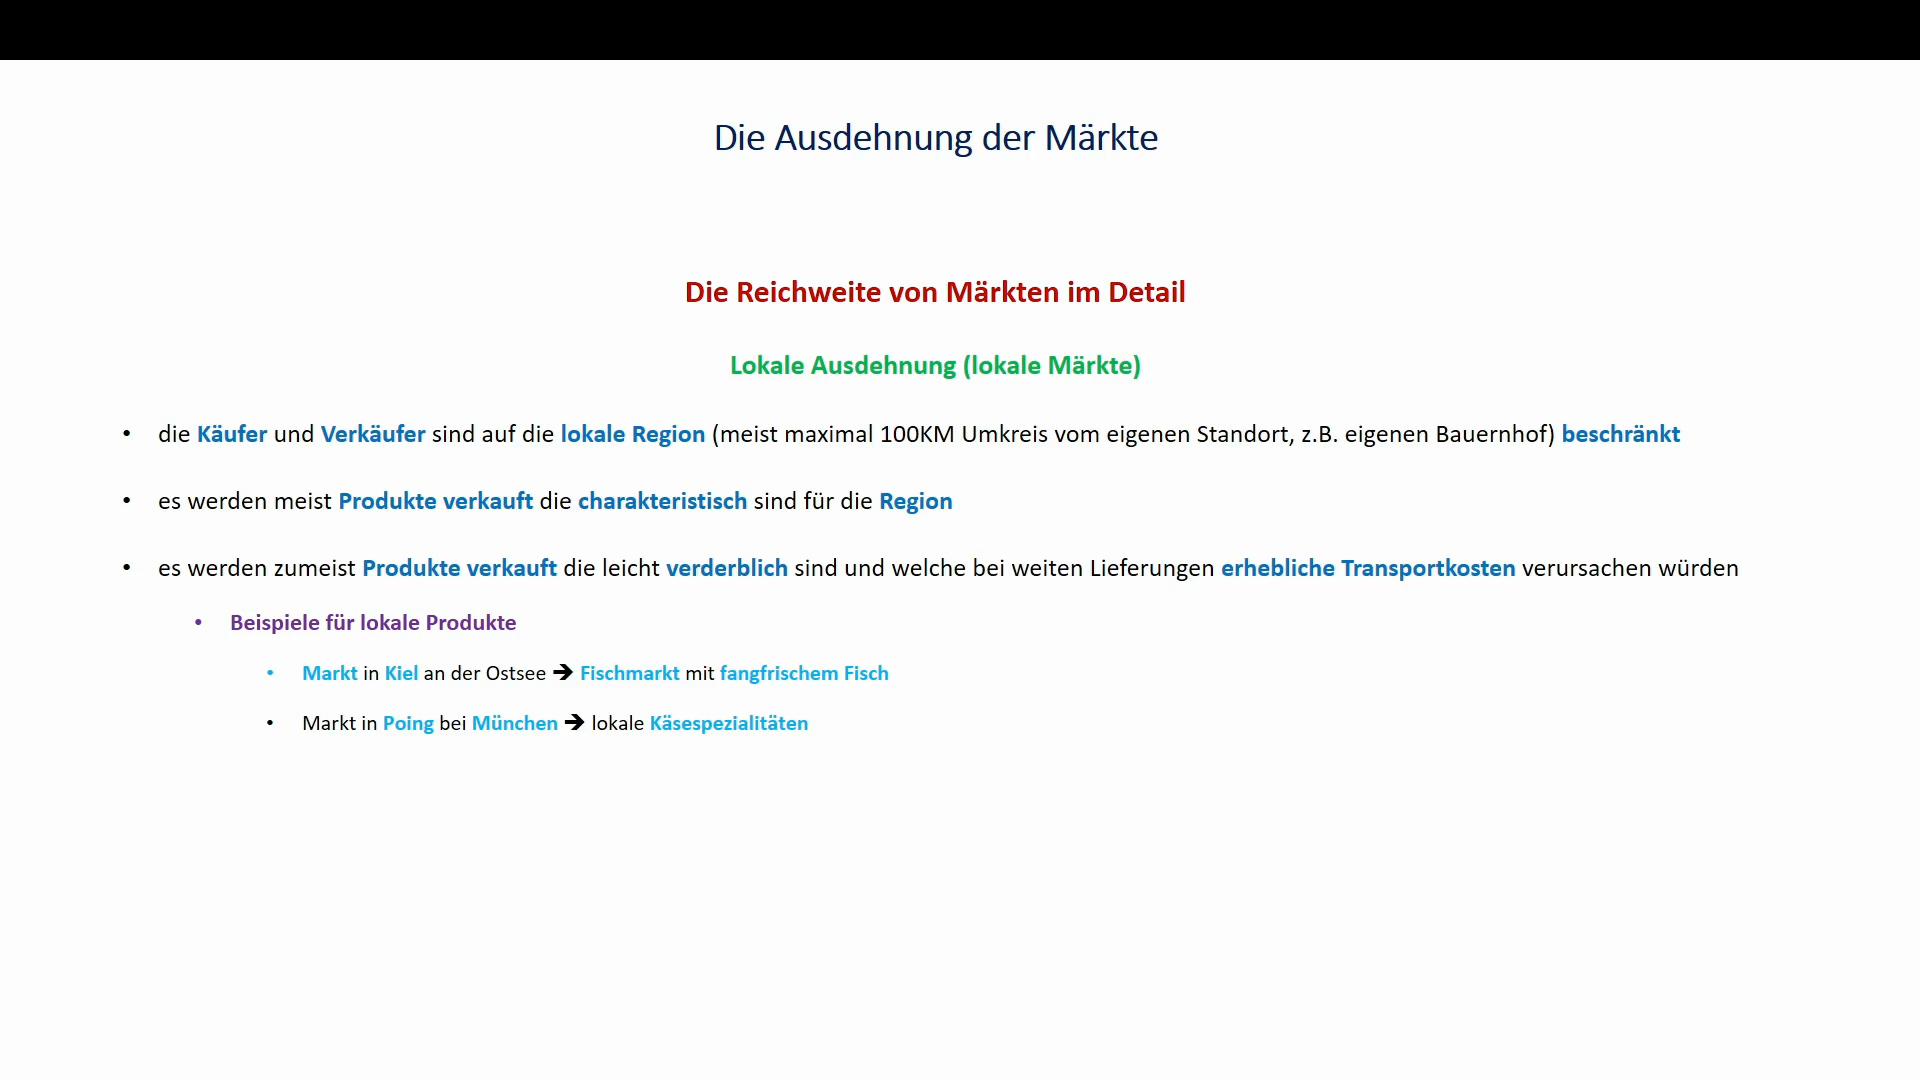 Die Ausdehnung der Märkte
Die Reichweite von Märkten im Detail
Lokale Ausdehnung (lokale Märkte)
• die Käufer und Verkäufer sind auf die lokale Region (meist maximal 100KM Umkreis vom eigenen Standort, z.B. eigenen Bauernhof) beschränkt
• es werden meist Produkte verkauft die charakteristisch sind für die Region
• es werden zumeist Produkte verkauft die leicht verderblich sind und welche bei weiten Lieferungen erhebliche Transportkosten verursachen würden
• Beispiele für lokale Produkte
• Markt in Kiel an der Ostsee ➔ Fischmarkt mit fangfrischem Fisch
• Markt in Poing bei München ➔ lokale Käsespezialitäten